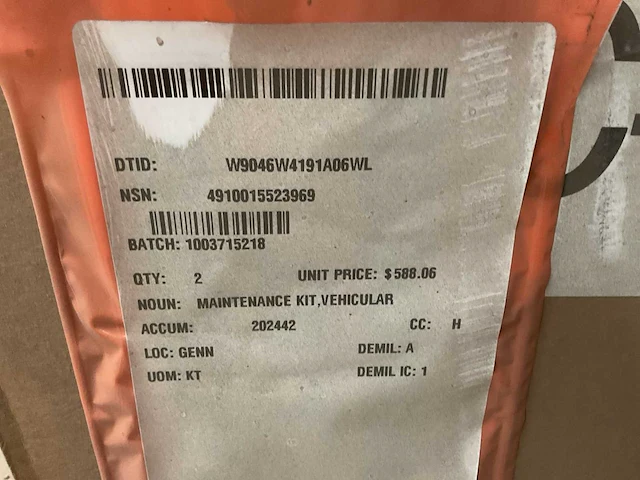 DTID: W9046W4191A06WL
NSN: 4910015523969
BATCH: 1003715218
QTY: 2 UNIT PRICE: $588.06
NOUN: MAINTENANCE KIT,VEHICULAR
ACCUM: 202442 CC: H
LOC: GENN DEMIL: A
UOM: KT DEMIL IC: 1